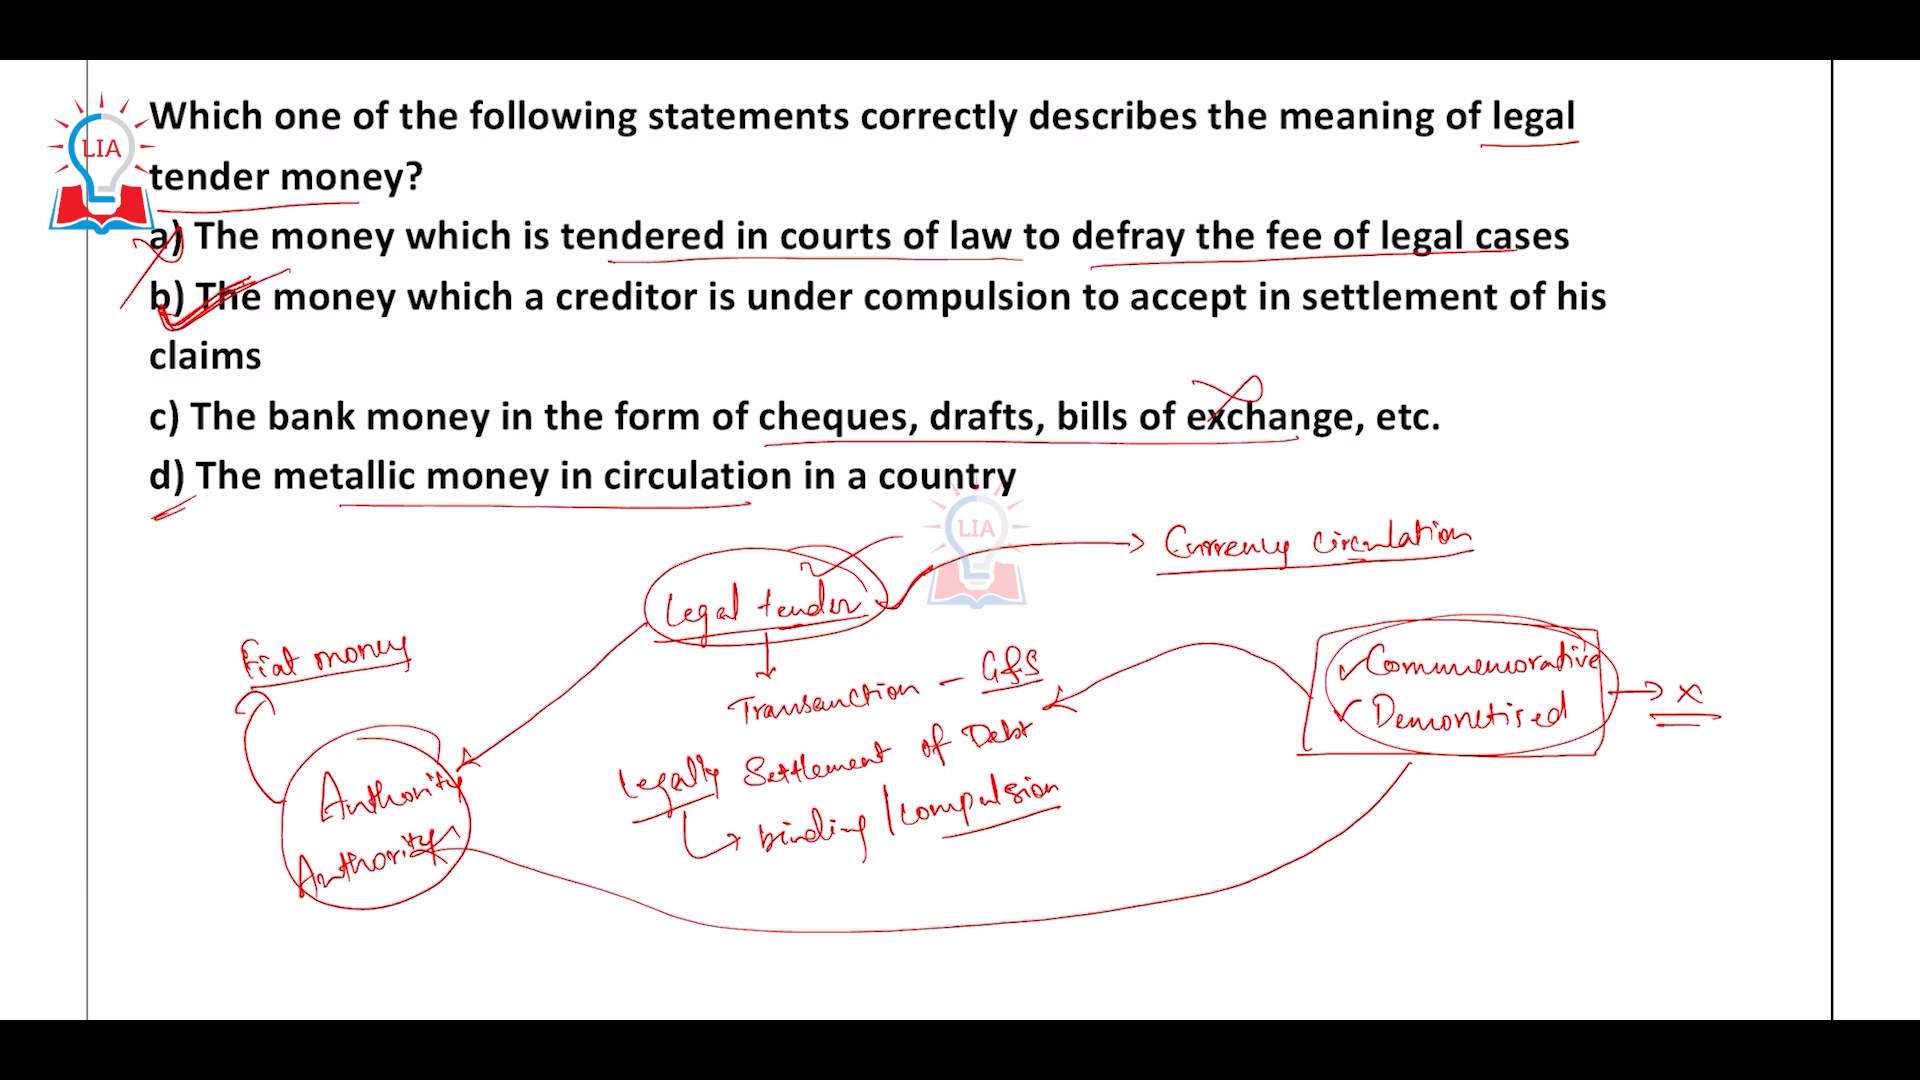 Which one of the following statements correctly describes the meaning of legal
tender money?
LIA
a) The money which is tendered in courts of law to defray the fee of legal cases
b) The money which a creditor is under compulsion to accept in settlement of his
claims
c) The bank money in the form of cheques, drafts, bills of exchange, etc.
d) The metallic money in circulation in a country
LIA
Currency circulation
Legal tender
Fiat money
Transanction - G&S
Commemorative
Demonetised
x
Legally Settlement of Debt
binding / compulsion
Authority
Authority